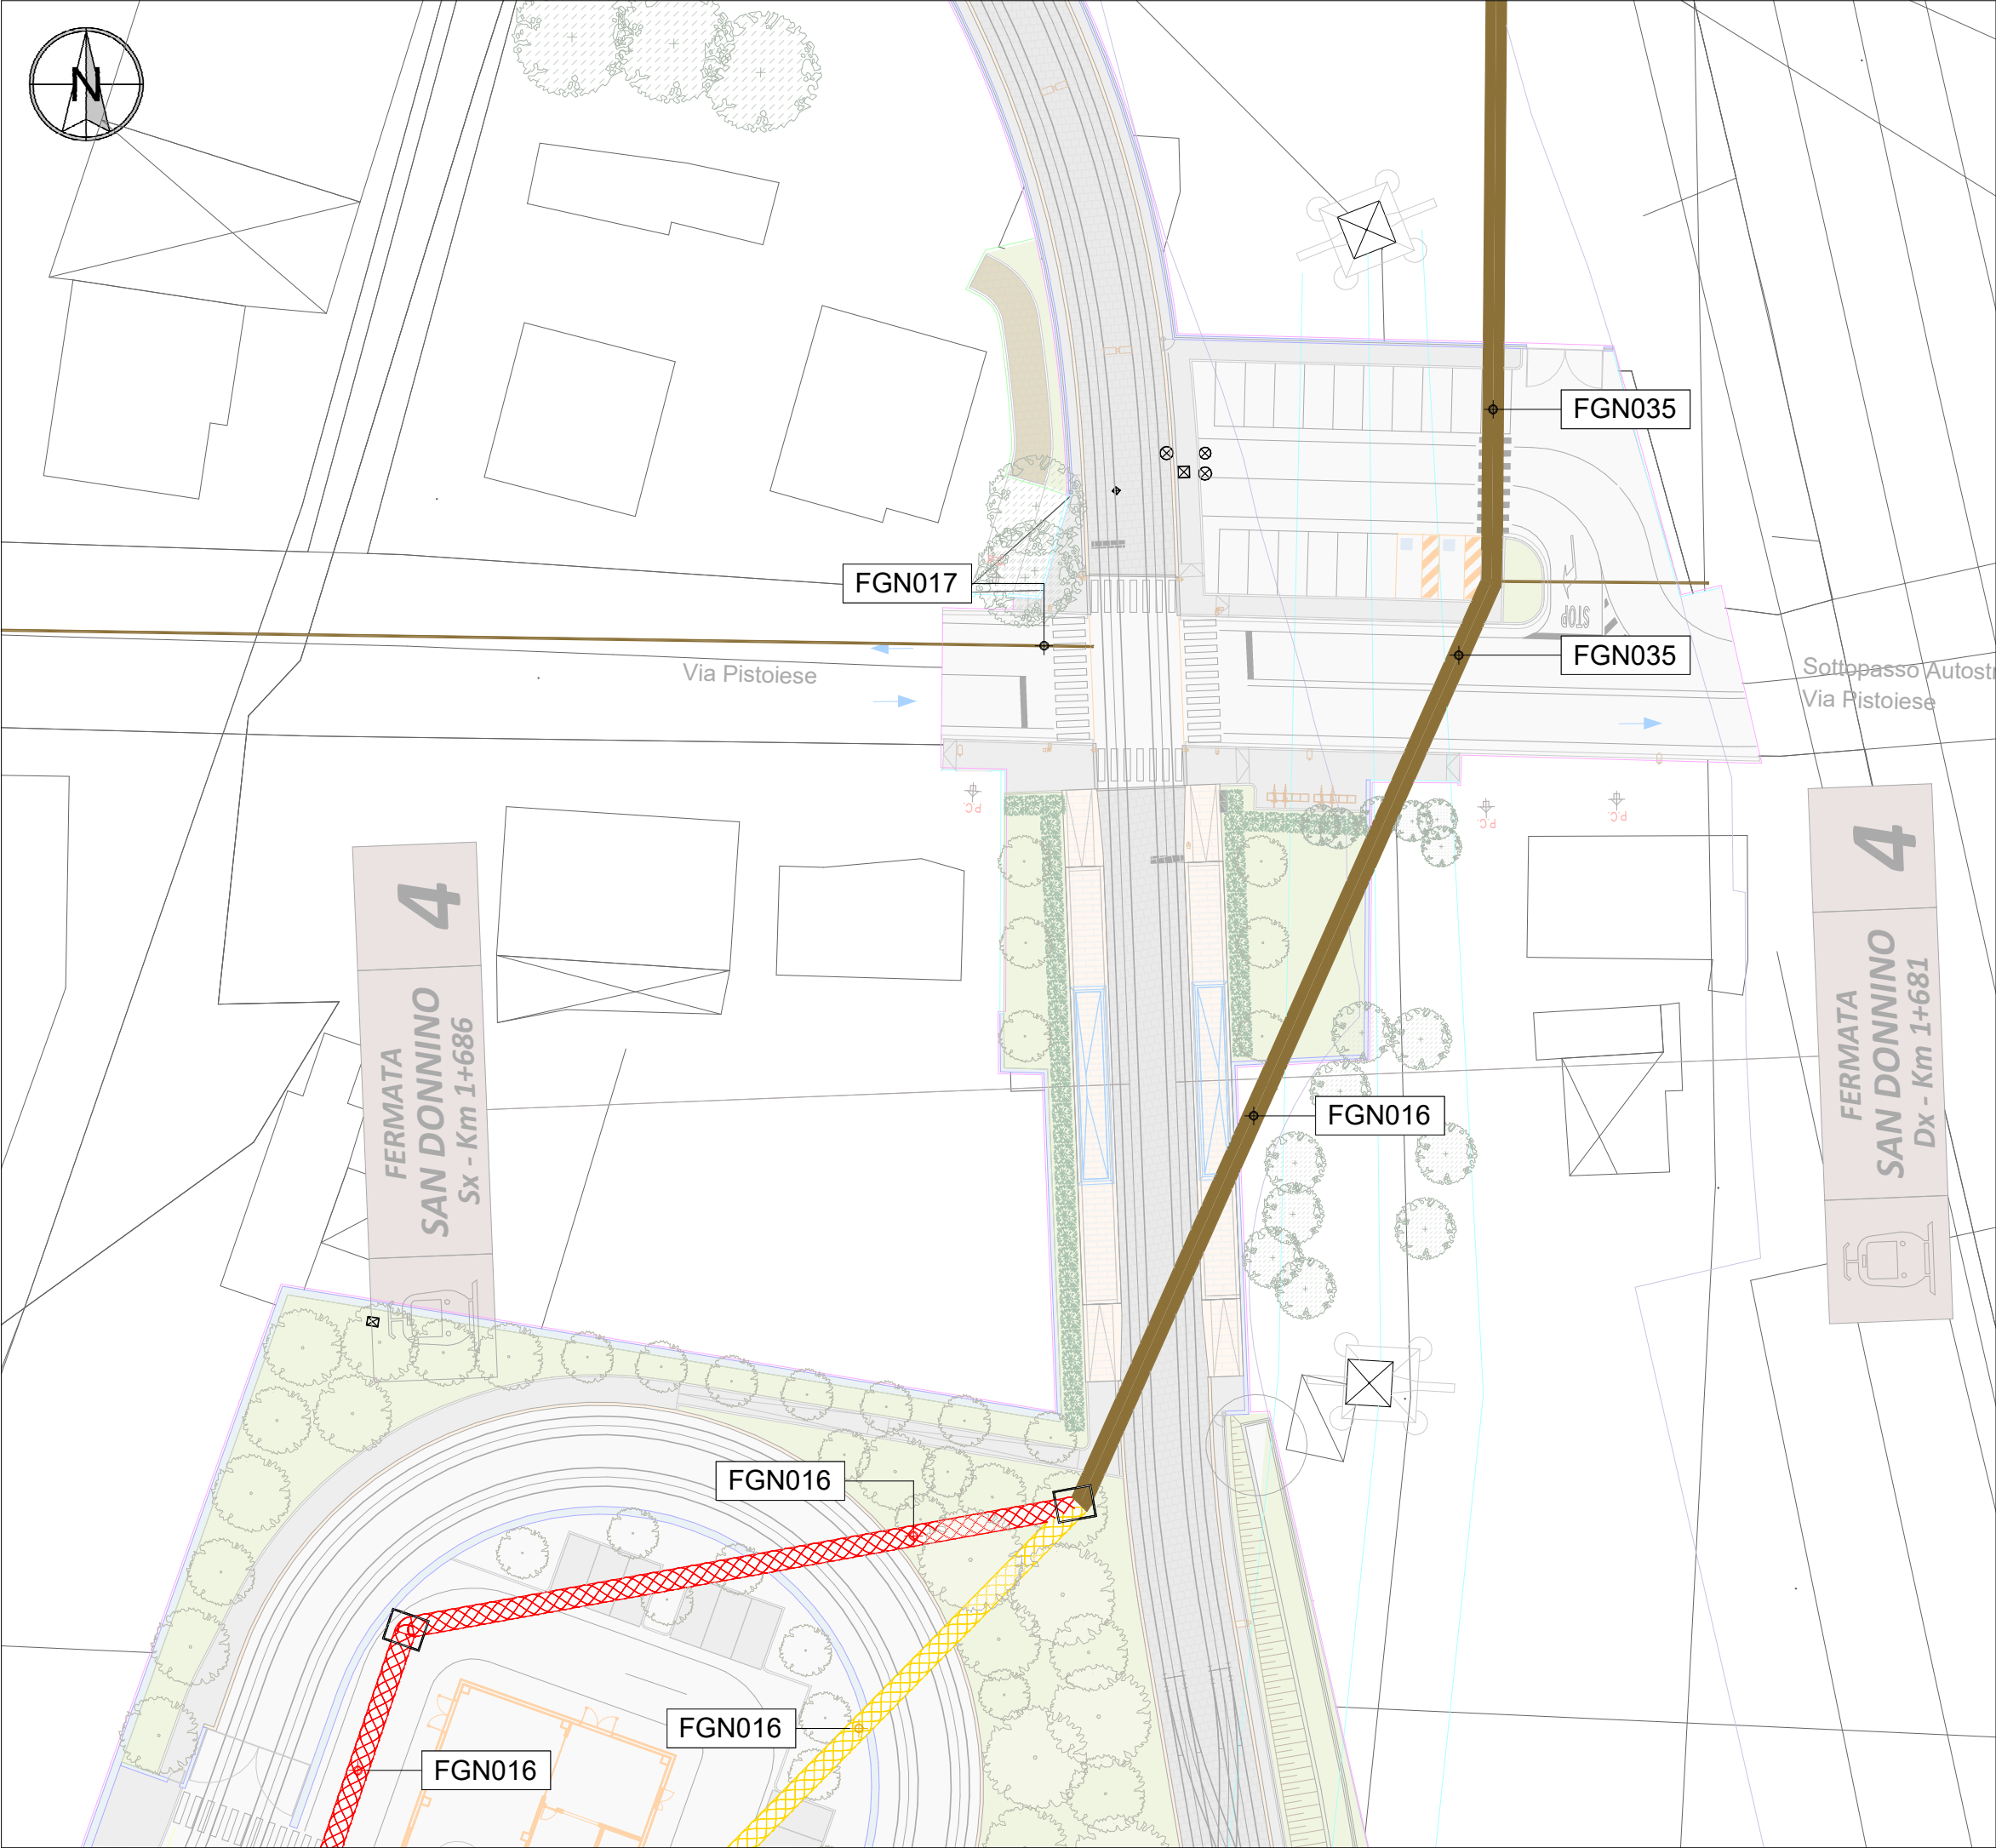 N
FGN035
FGN017
FGN035
STOP
Via Pistoiese
Sottopasso Autostr
Via Pistoiese
P.C.
P.C.
P.C.
4
FERMATA
SAN DONNINO
Sx - Km 1+686
4
FERMATA
SAN DONNINO
Dx - Km 1+681
FGN016
FGN016
FGN016
FGN016